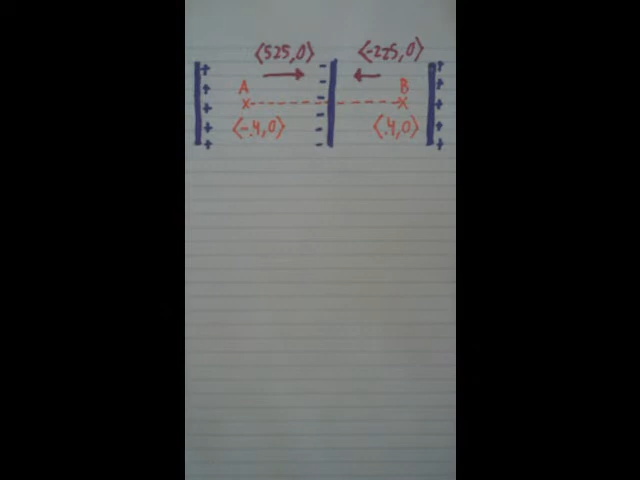 ⟨525,0⟩ ⟨-225,0⟩
A B
x x
⟨-.4,0⟩ ⟨.4,0⟩